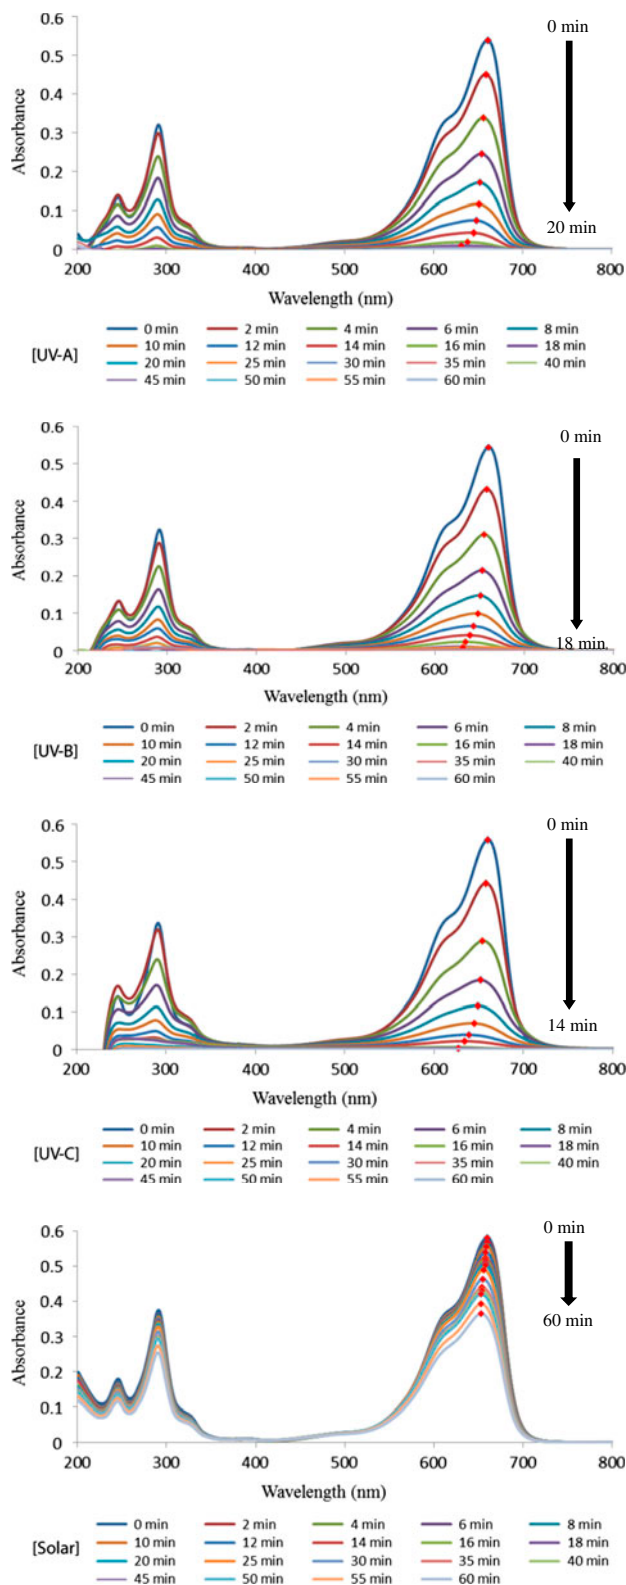 0.6
0 min
0.5
0.4
0.3
0.2
0.1
20 min
0
200 300 400 500 600 700 800
Absorbance
Wavelength (nm)
0 min 2 min 4 min 6 min 8 min
10 min 12 min 14 min 16 min 18 min
[UV-A] 20 min 25 min 30 min 35 min 40 min
45 min 50 min 55 min 60 min
0.6
0 min
0.5
0.4
0.3
0.2
0.1
18 min
0
200 300 400 500 600 700 800
Absorbance
Wavelength (nm)
0 min 2 min 4 min 6 min 8 min
10 min 12 min 14 min 16 min 18 min
[UV-B] 20 min 25 min 30 min 35 min 40 min
45 min 50 min 55 min 60 min
0 min
0.6
0.5
0.4
0.3
0.2
0.1
14 min
0
200 300 400 500 600 700 800
Absorbance
Wavelength (nm)
0 min 2 min 4 min 6 min 8 min
10 min 12 min 14 min 16 min 18 min
[UV-C] 20 min 25 min 30 min 35 min 40 min
45 min 50 min 55 min 60 min
0.6
0 min
0.5
0.4
0.3
60 min
0.2
0.1
0
200 300 400 500 600 700 800
Absorbance
Wavelength (nm)
0 min 2 min 4 min 6 min 8 min
10 min 12 min 14 min 16 min 18 min
[Solar] 20 min 25 min 30 min 35 min 40 min
45 min 50 min 55 min 60 min